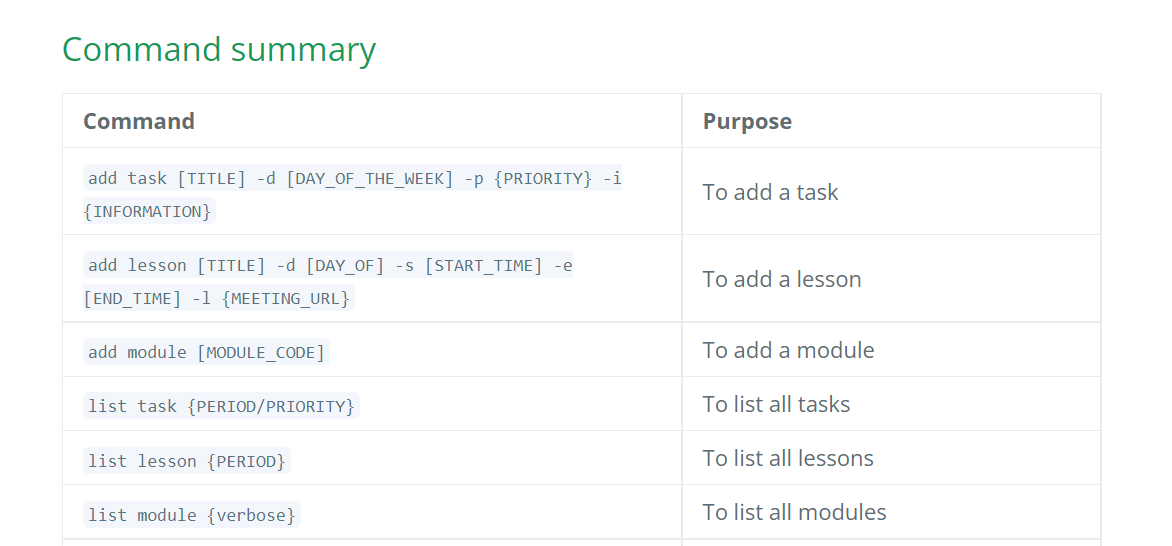 Command summary
Command
Purpose
add task [TITLE] -d [DAY_OF_THE_WEEK] -p {PRIORITY} -i
{INFORMATION}
To add a task
add lesson [TITLE] -d [DAY_OF] -s [START_TIME] -e
[END_TIME] -l {MEETING_URL}
To add a lesson
add module [MODULE_CODE]
To add a module
list task {PERIOD/PRIORITY}
To list all tasks
list lesson {PERIOD}
To list all lessons
list module {verbose}
To list all modules